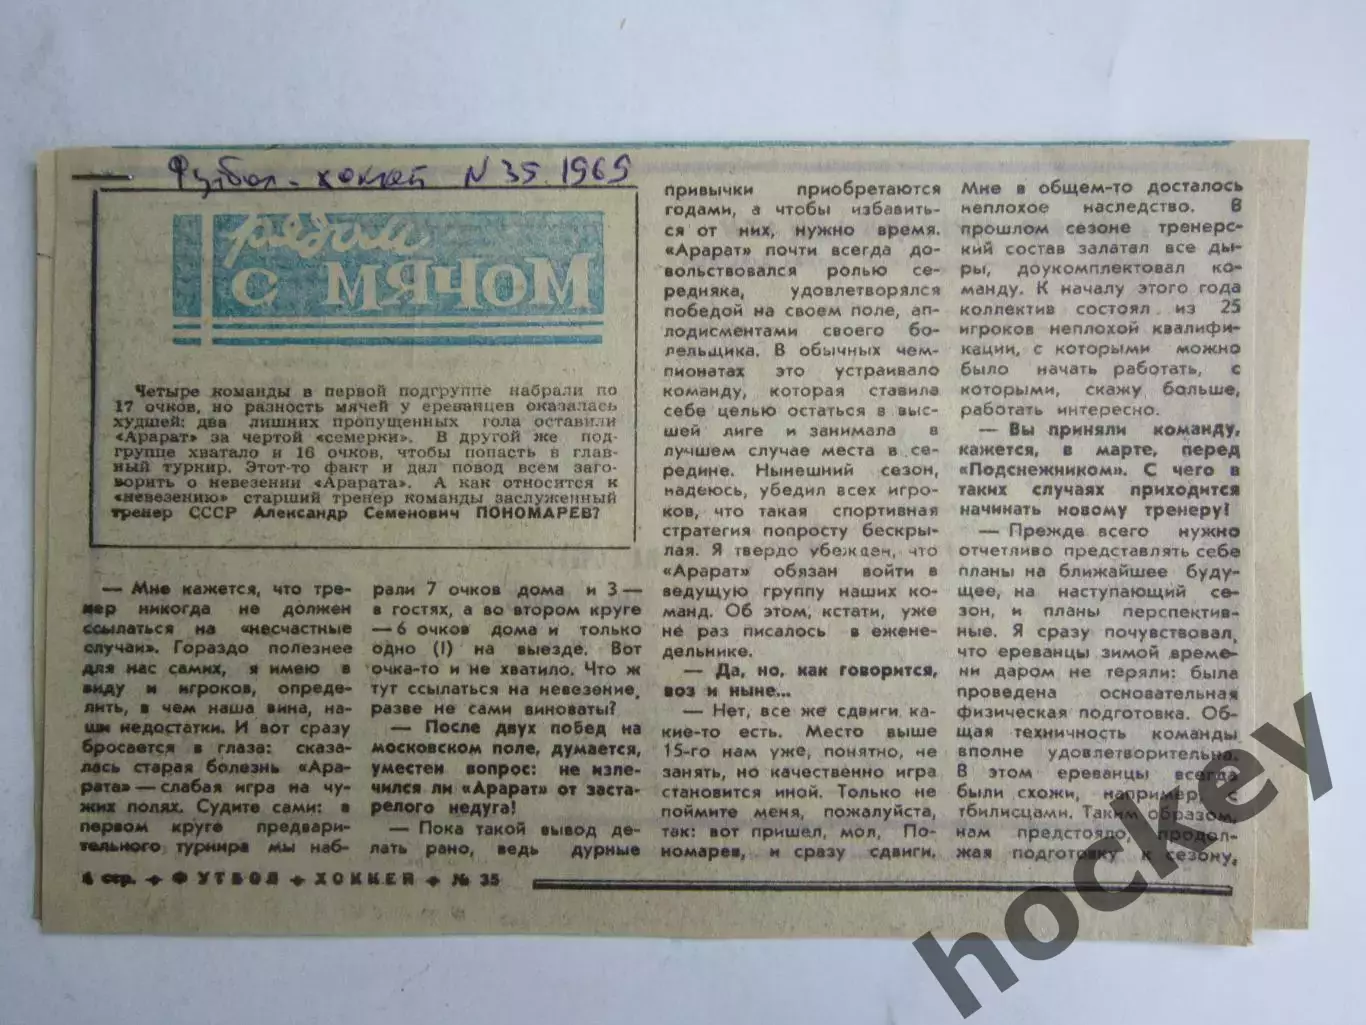 Футбол-хоккей N 35 1969
рядом
с мячом
Четыре команды в первой подгруппе набрали по
17 очков, но разность мячей у ереванцев оказалась
худшей: два лишних пропущенных гола оставили
«Арарат» за чертой «семерки». В другой же под-
группе хватало и 16 очков, чтобы попасть в глав-
ный турнир. Этот-то факт и дал повод всем заго-
ворить о невезении «Арарата». А как относится к
«невезению» старший тренер команды заслуженный
тренер СССР Александр Семенович ПОНОМАРЕВ?
— Мне кажется, что тре-
нер никогда не должен
ссылаться на «несчастные
случаи». Гораздо полезнее
для нас самих, я имею в
виду и игроков, опреде-
лить, в чем наша вина, на-
ши недостатки. И вот сразу
бросается в глаза: сказа-
лась старая болезнь «Ара-
рата» — слабая игра на чу-
жих полях. Судите сами: в
первом круге предвари-
тельного турнира мы наб-
рали 7 очков дома и 3 —
в гостях, а во втором круге
— 6 очков дома и только
одно (!) на выезде. Вот
очка-то и не хватило. Что ж
тут ссылаться на невезение,
разве не сами виноваты?
— После двух побед на
московском поле, думается,
уместен вопрос: не изле-
чился ли «Арарат» от заста-
релого недуга!
— Пока такой вывод де-
лать рано, ведь дурные
привычки приобретаются
годами, а чтобы избавить-
ся от них, нужно время.
«Арарат» почти всегда до-
вольствовался ролью се-
редняка, удовлетворялся
победой на своем поле, ап-
лодисментами своего бо-
лельщика. В обычных чем-
пионатах это устраивало
команду, которая ставила
себе целью остаться в выс-
шей лиге и занимала в
лучшем случае места в се-
редине. Нынешний сезон,
надеюсь, убедил всех игро-
ков, что такая спортивная
стратегия попросту бескры-
лая. Я твердо убежден, что
«Арарат» обязан войти в
ведущую группу наших ко-
манд. Об этом, кстати, уже
не раз писалось в ежене-
дельнике.
— Да, но, как говорится,
воз и ныне...
— Нет, все же сдвиги ка-
кие-то есть. Место выше
15-го нам уже, понятно, не
занять, но качественно игра
становится иной. Только не
поймите меня, пожалуйста,
так: вот пришел, мол, По-
номарев, и сразу сдвиги.
Мне в общем-то досталось
неплохое наследство. В
прошлом сезоне тренерс-
кий состав залатал все ды-
ры, доукомплектовал ко-
манду. К началу этого года
коллектив состоял из 25
игроков неплохой квалифи-
кации, с которыми можно
было начать работать, с
которыми, скажу больше,
работать интересно.
— Вы приняли команду,
кажется, в марте, перед
«Подснежником». С чего в
таких случаях приходится
начинать новому тренеру!
— Прежде всего нужно
отчетливо представлять себе
планы на ближайшее буду-
щее, на наступающий се-
зон, и планы перспектив-
ные. Я сразу почувствовал,
что ереванцы зимой време-
ни даром не теряли: была
проведена основательная
физическая подготовка. Об-
щая техничность команды
вполне удовлетворительна.
В этом ереванцы всегда
были схожи, например, с
тбилисцами. Таким образом,
нам предстояло, продол-
жая подготовку к сезону,
4 стр. + ФУТБОЛ + ХОККЕЙ + № 35
hockey